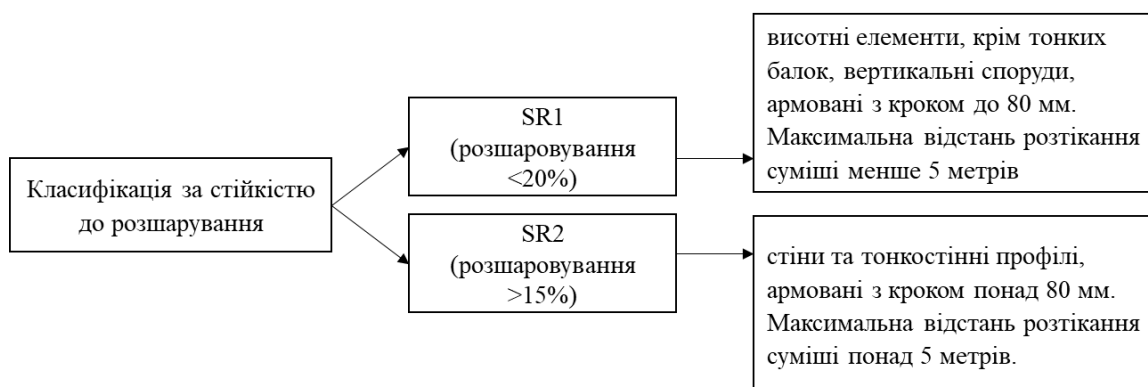 Класифікація за стійкістю
до розшарування
SR1
(розшаровування
<20%)
висотні елементи, крім тонких
балок, вертикальні споруди,
армовані з кроком до 80 мм.
Максимальна відстань розтікання
суміші менше 5 метрів
SR2
(розшаровування
>15%)
стіни та тонкостінні профілі,
армовані з кроком понад 80 мм.
Максимальна відстань розтікання
суміші понад 5 метрів.